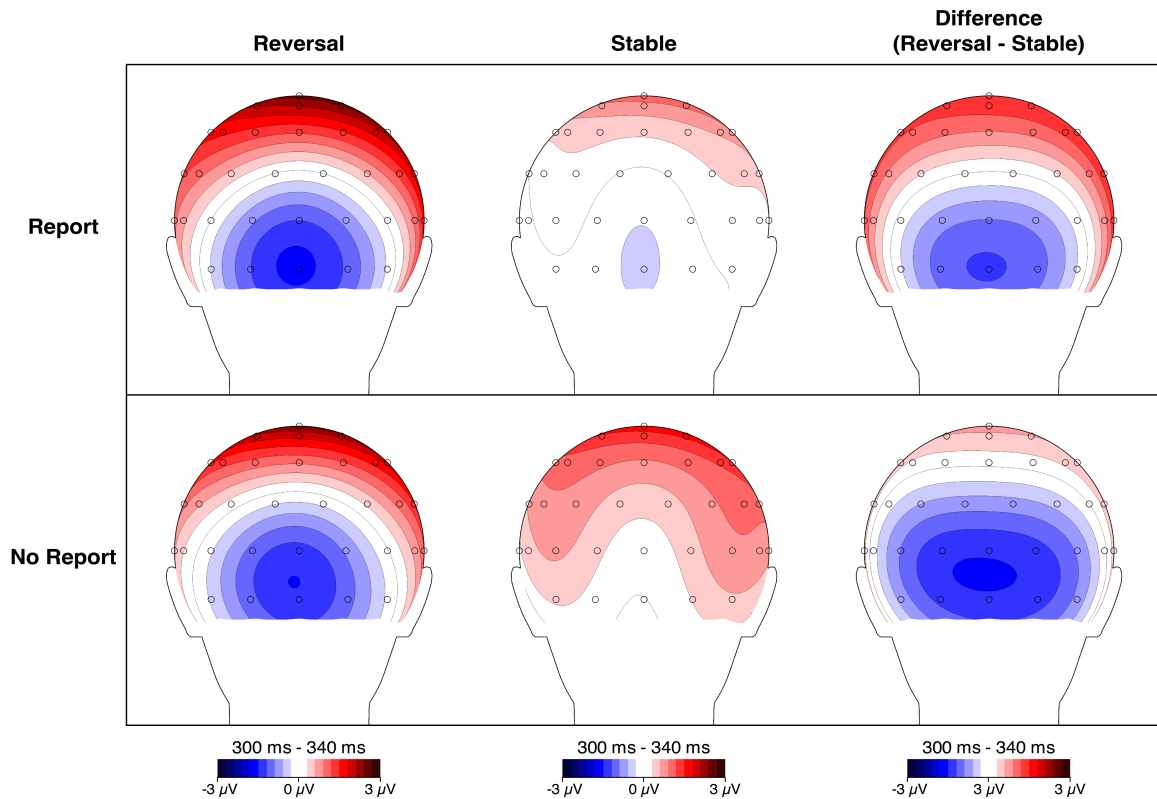 Reversal
Stable
Difference
(Reversal - Stable)
Report
No Report
300 ms - 340 ms
-3 µV 0 µV 3 µV
300 ms - 340 ms
-3 µV 0 µV 3 µV
300 ms - 340 ms
-3 µV 3 µV 3 µV